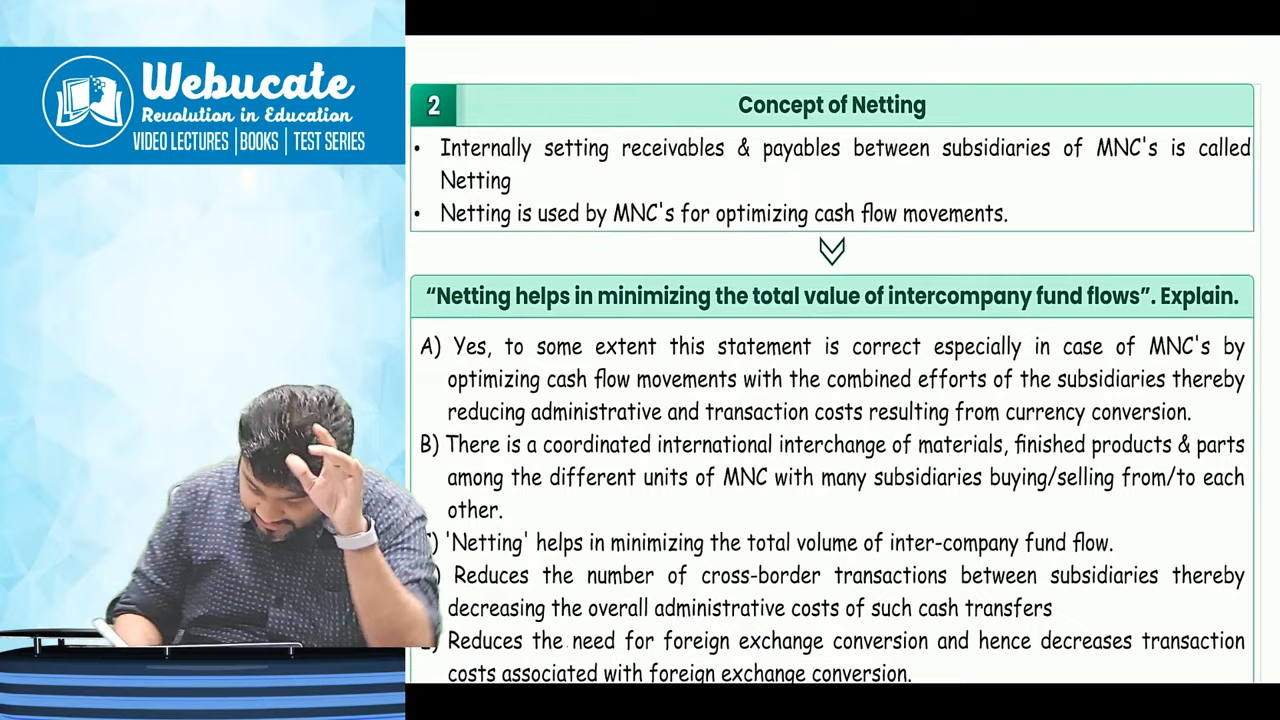 Webucate
Revolution in Education
VIDEO LECTURES | BOOKS | TEST SERIES
2
Concept of Netting
• Internally setting receivables & payables between subsidiaries of MNC's is called
Netting
• Netting is used by MNC's for optimizing cash flow movements.
“Netting helps in minimizing the total value of intercompany fund flows”. Explain.
A) Yes, to some extent this statement is correct especially in case of MNC's by
optimizing cash flow movements with the combined efforts of the subsidiaries thereby
reducing administrative and transaction costs resulting from currency conversion.
B) There is a coordinated international interchange of materials, finished products & parts
among the different units of MNC with many subsidiaries buying/selling from/to each
other.
'Netting' helps in minimizing the total volume of inter-company fund flow.
Reduces the number of cross-border transactions between subsidiaries thereby
decreasing the overall administrative costs of such cash transfers
Reduces the need for foreign exchange conversion and hence decreases transaction
costs associated with foreign exchange conversion.